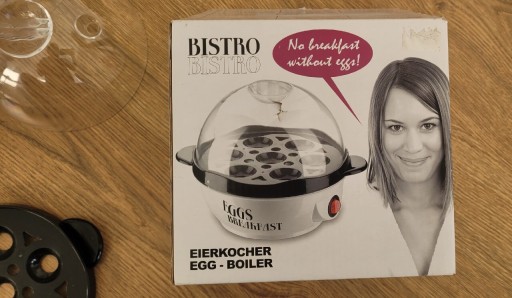 BISTRO
BISTRO
No breakfast
without eggs!
EGGS
BREAKFAST
EIERKOCHER
EGG - BOILER